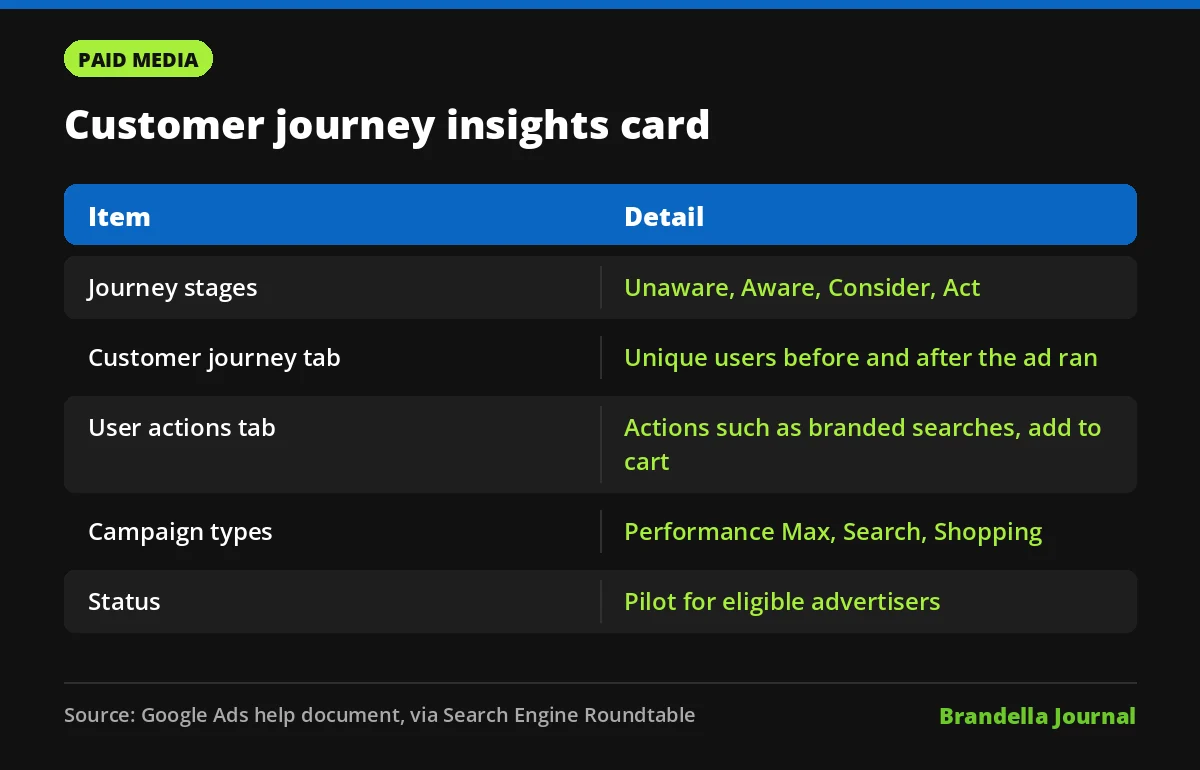 PAID MEDIA
Customer journey insights card
Item Detail
Journey stages Unaware, Aware, Consider, Act
Customer journey tab Unique users before and after the ad ran
User actions tab Actions such as branded searches, add to
cart
Campaign types Performance Max, Search, Shopping
Status Pilot for eligible advertisers
Source: Google Ads help document, via Search Engine Roundtable Brandella Journal